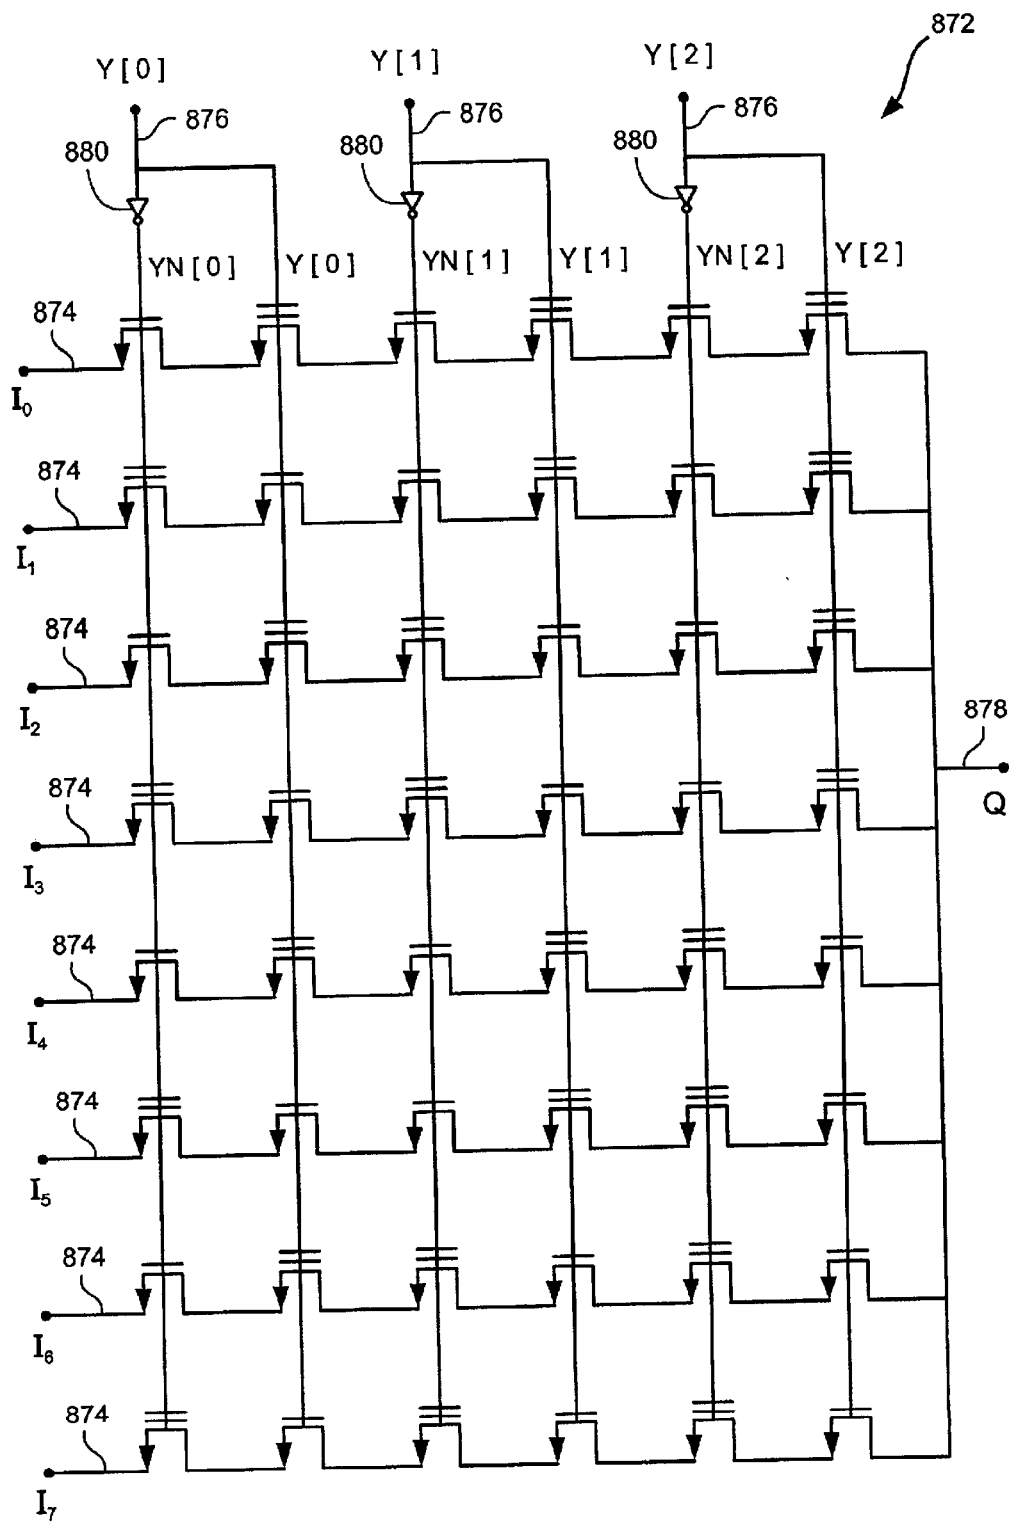 872
Y[0]
Y[1]
Y[2]
876
876
876
880
880
880
YN[0]
Y[0]
YN[1]
Y[1]
YN[2]
Y[2]
874
I₀
874
I₁
874
I₂
878
Q
874
I₃
874
I₄
874
I₅
874
I₆
874
I₇